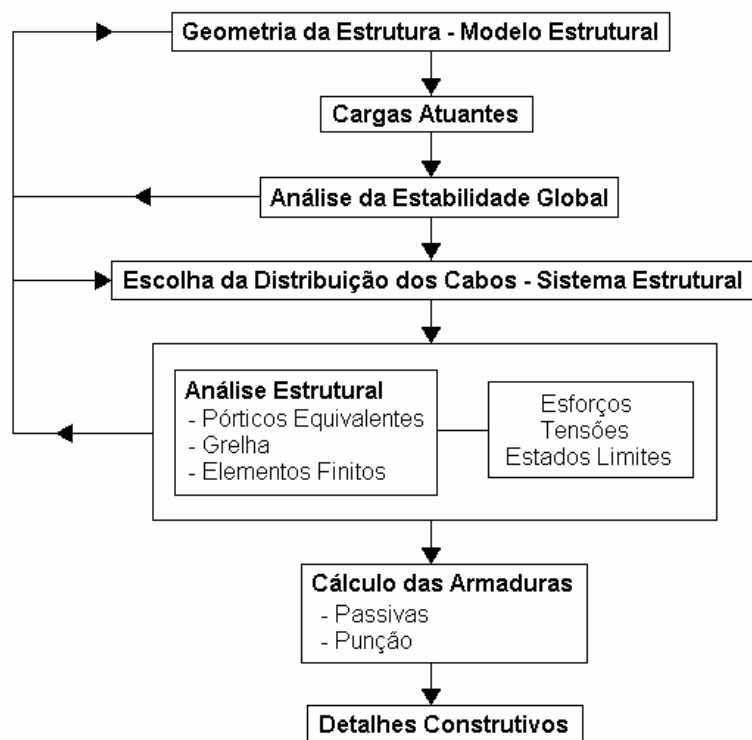 Geometria da Estrutura - Modelo Estrutural
Cargas Atuantes
Análise da Estabilidade Global
Escolha da Distribuição dos Cabos - Sistema Estrutural
Análise Estrutural
- Pórticos Equivalentes
- Grelha
- Elementos Finitos
Esforços
Tensões
Estados Limites
Cálculo das Armaduras
- Passivas
- Punção
Detalhes Construtivos